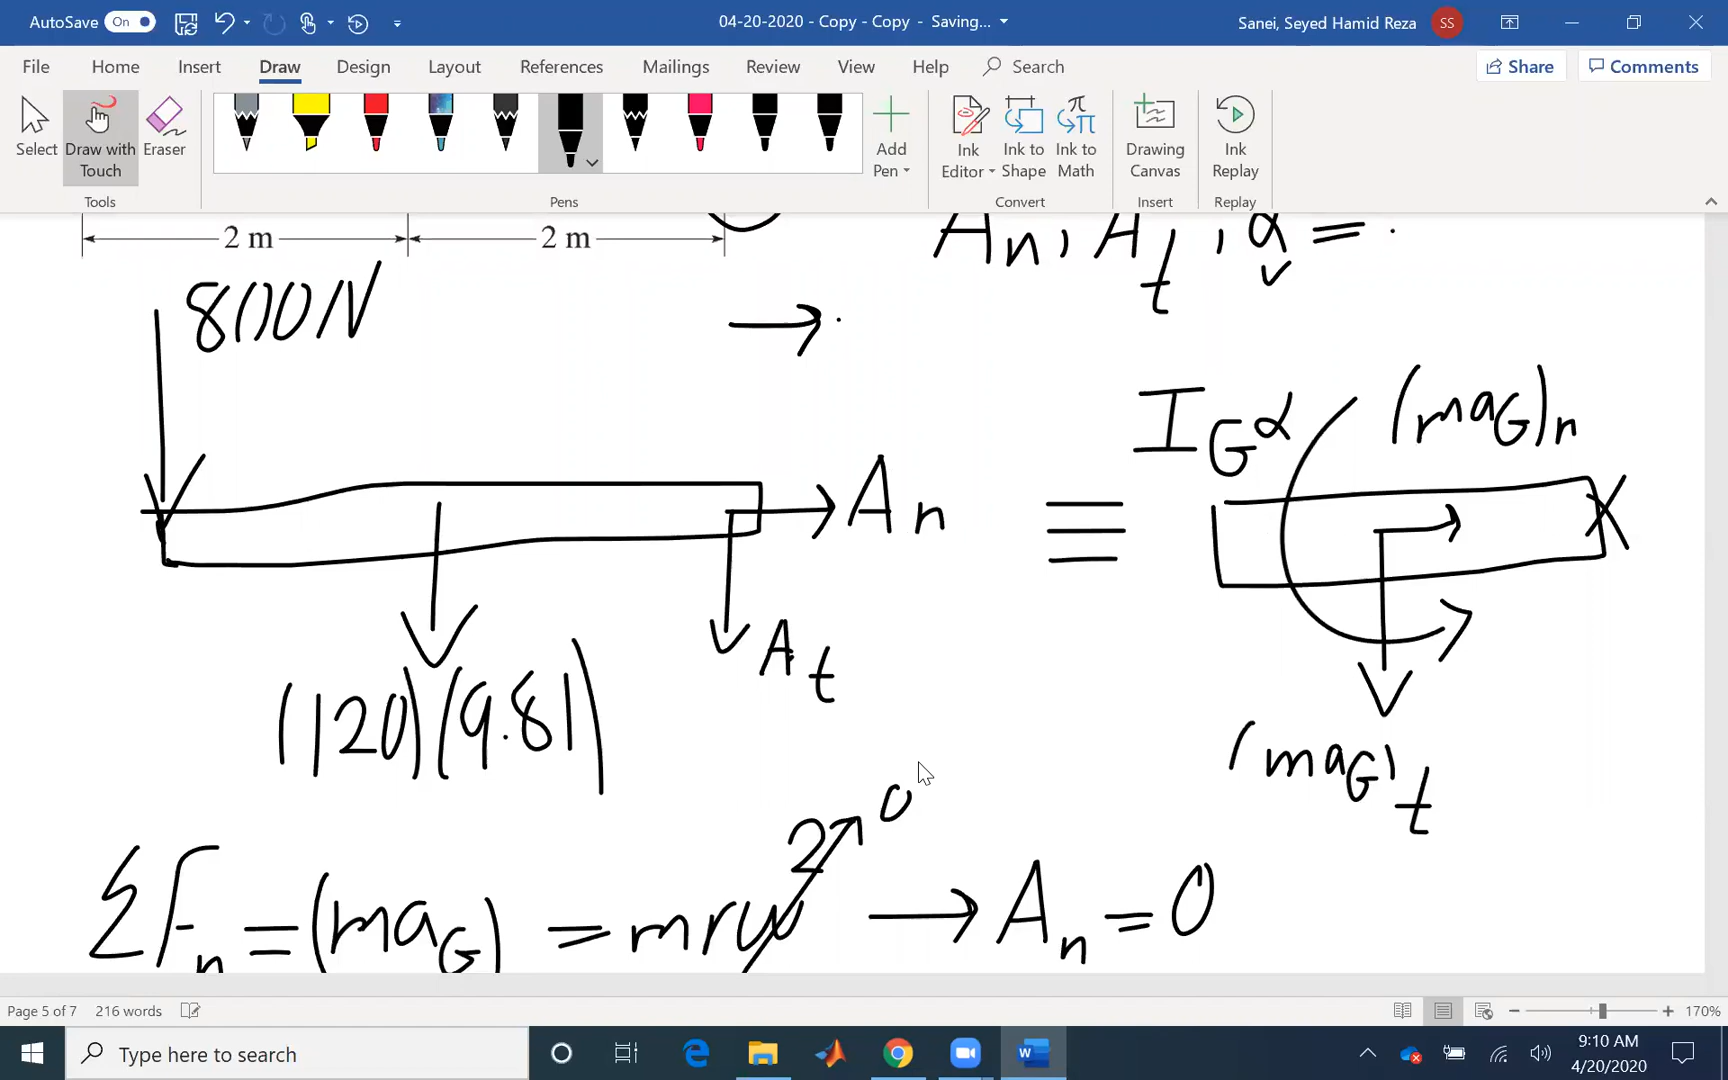 AutoSave On
04-20-2020 - Copy - Copy - Saving...
Sanei, Seyed Hamid Reza SS
File Home Insert Draw Design Layout References Mailings Review View Help Search Share Comments
Select
Draw with Touch
Eraser
Add Pen
Ink Editor
Ink to Shape
Ink to Math
Drawing Canvas
Ink Replay
Tools Pens Convert Insert Replay
2 m 2 m
An, At, α = .
800N →
IGα (maG)n
An ≡
At
(120)(9.81)
(maG)t
ΣFn = (maG) = mrω² 0 → An = 0
Page 5 of 7 216 words 170%
Type here to search
9:10 AM
4/20/2020